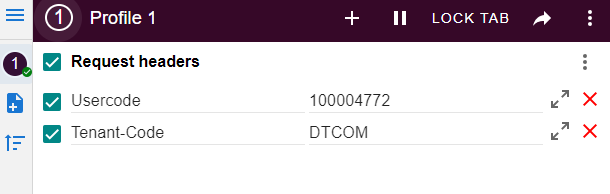 1 Profile 1 LOCK TAB
1 Request headers
Usercode 100004772
Tenant-Code DTCOM